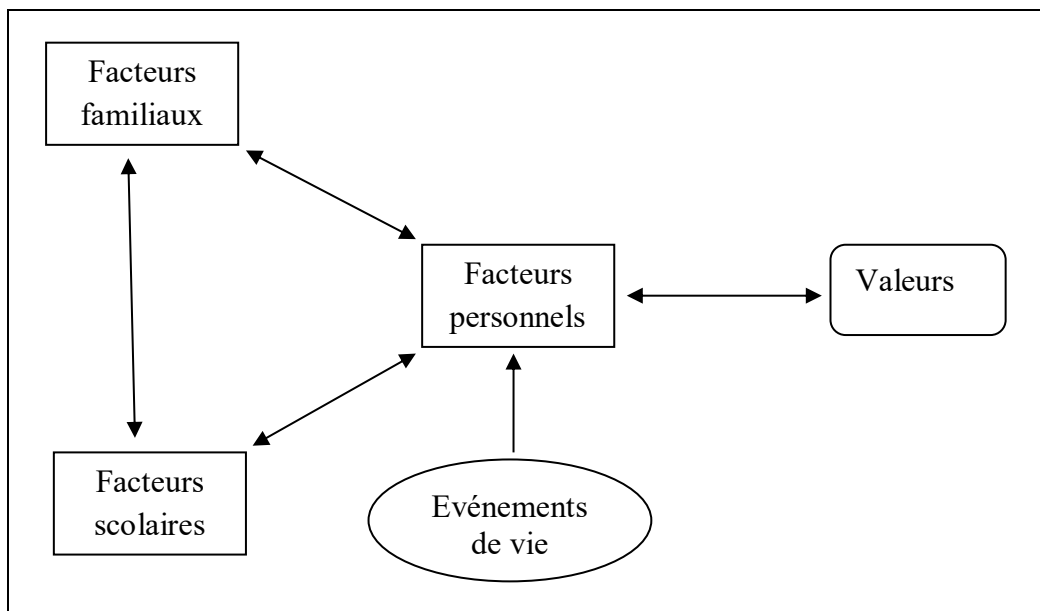 Facteurs
familiaux
Facteurs
personnels
Valeurs
Facteurs
scolaires
Evénements
de vie